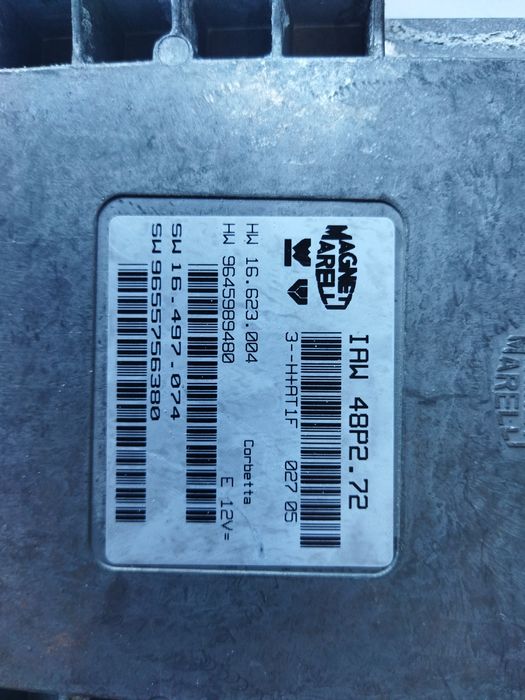 MAGNETI
MARELLI
IAW 48P2.72
3--H+AT1F 027 05
HW 16.623.004
HW 9645989480
Corbetta
E 12V=
SW 16.497.074
SW 9655756380
MARELLI